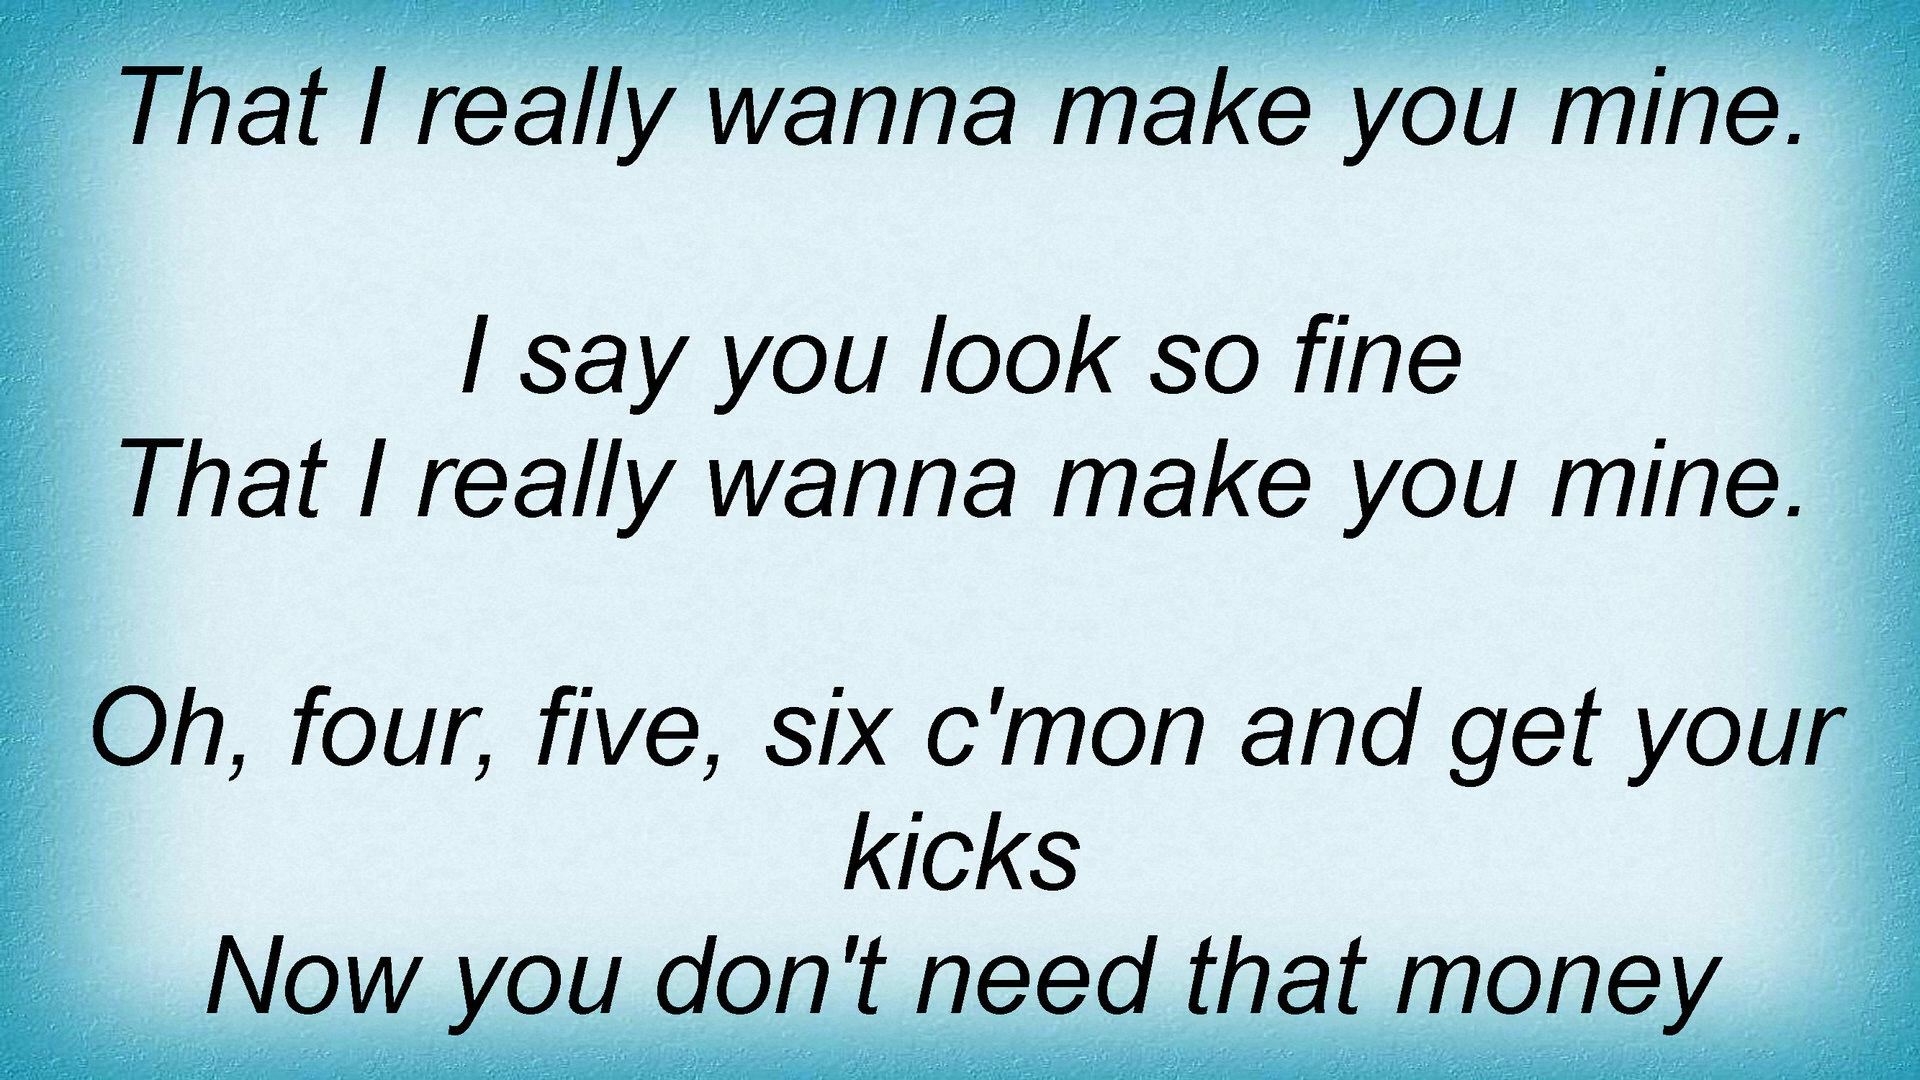 That I really wanna make you mine.
I say you look so fine
That I really wanna make you mine.
Oh, four, five, six c'mon and get your
kicks
Now you don't need that money